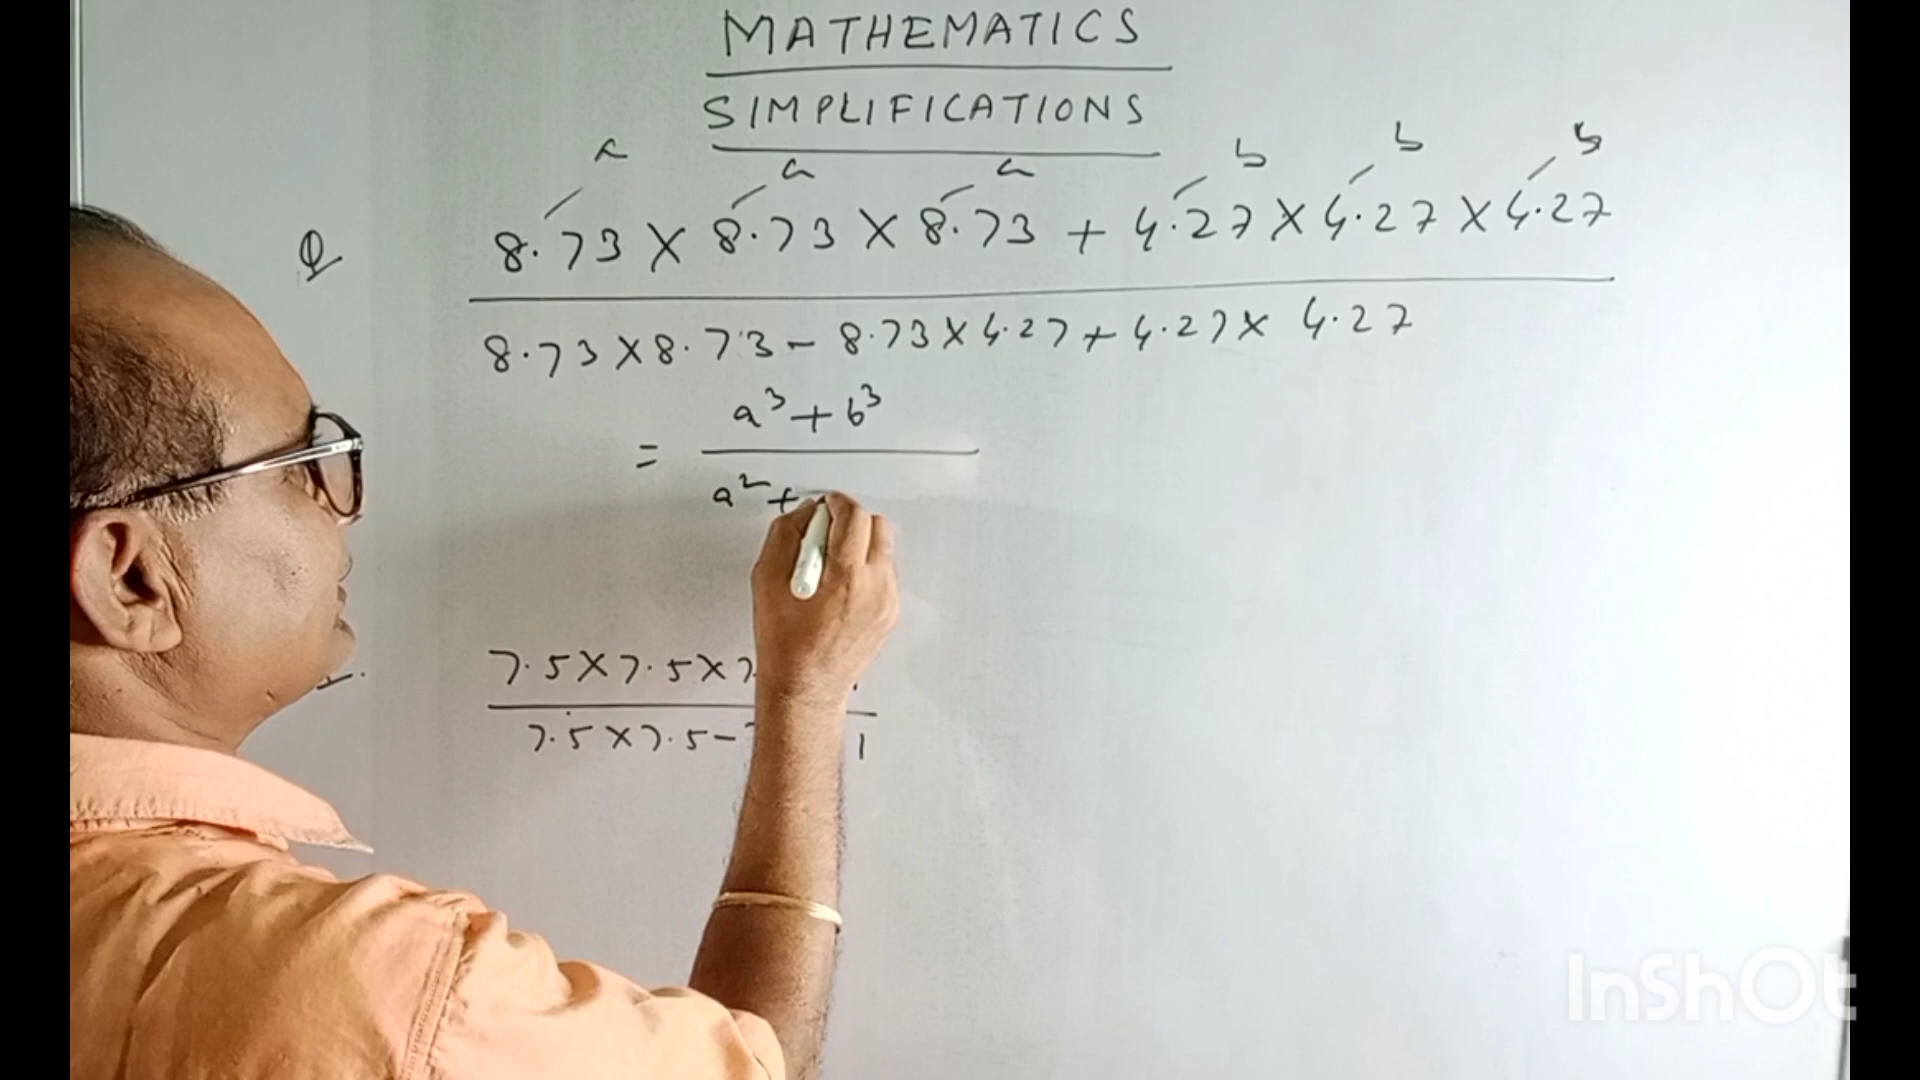 MATHEMATICS
SIMPLIFICATIONS
a a a b b b
Q 8.73 × 8.73 × 8.73 + 4.27 × 4.27 × 4.27
8.73 × 8.73 - 8.73 × 4.27 + 4.27 × 4.27
a³ + b³
=
a² +
7.5 × 7.5 × 7.
7.5 × 7.5 - 1
InShOt